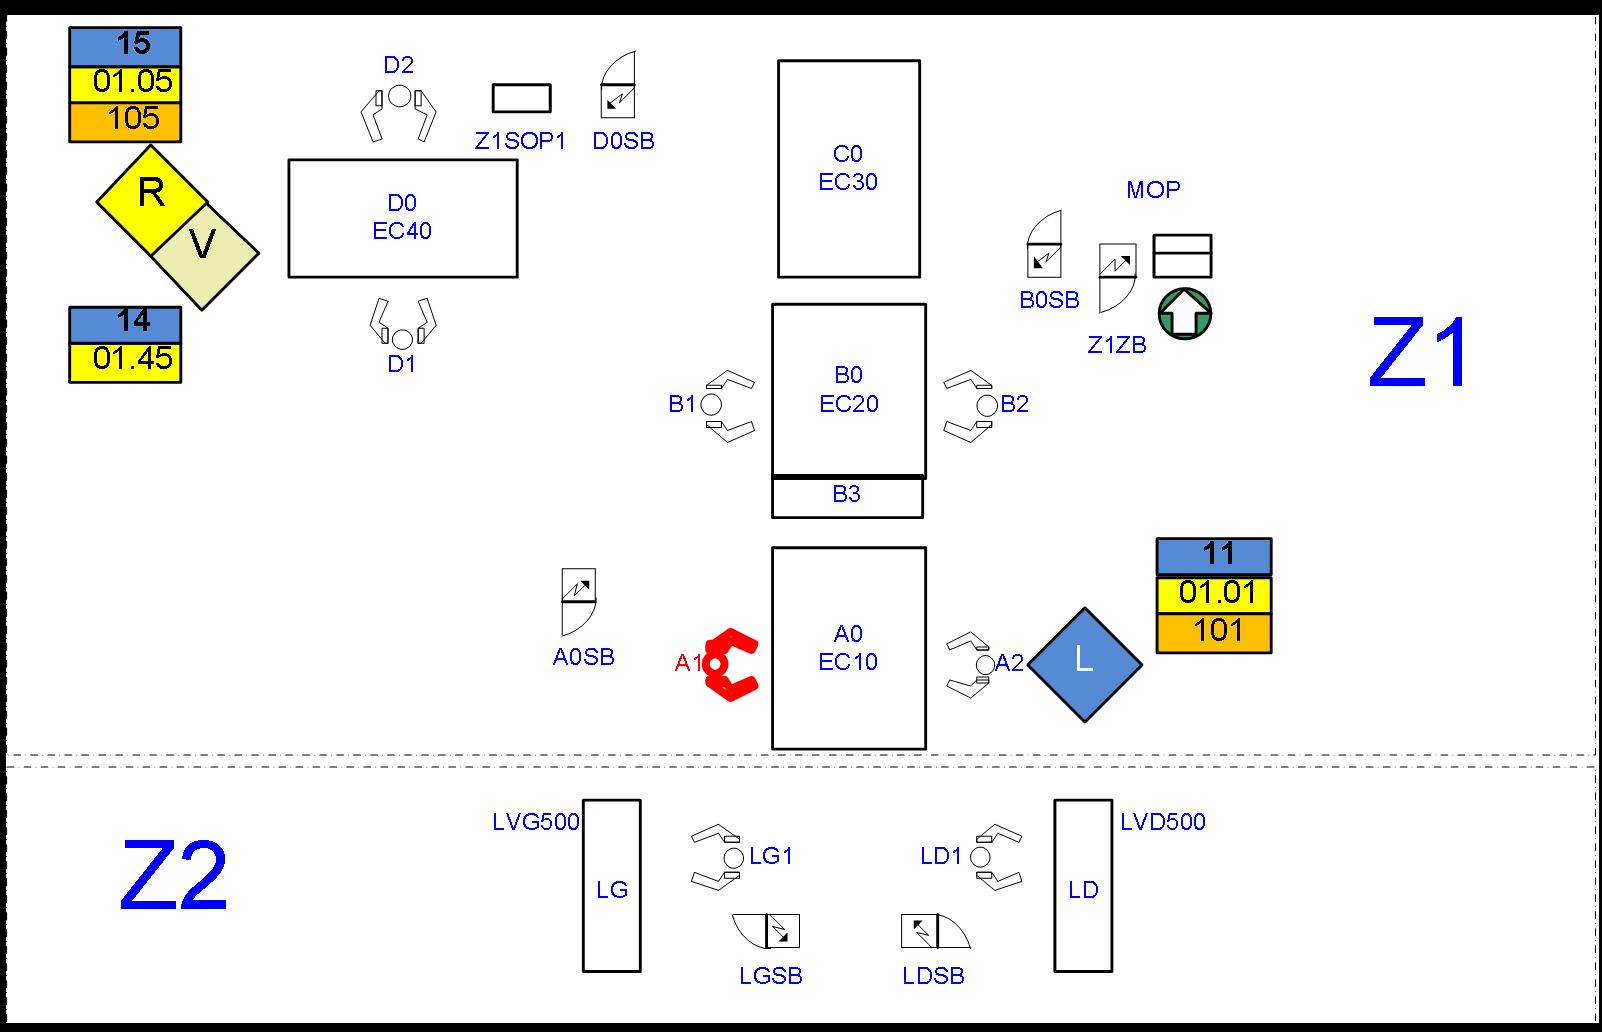 15
01.05
105
R
V
14
01.45
D2
Z1SOP1
D0SB
D0
EC40
D1
C0
EC30
MOP
B0SB
Z1ZB
Z1
B0
EC20
B1
B2
B3
A0SB
A1
A0
EC10
A2
L
11
01.01
101
Z2
LVG500
LG
LG1
LGSB
LD1
LDSB
LD
LVD500